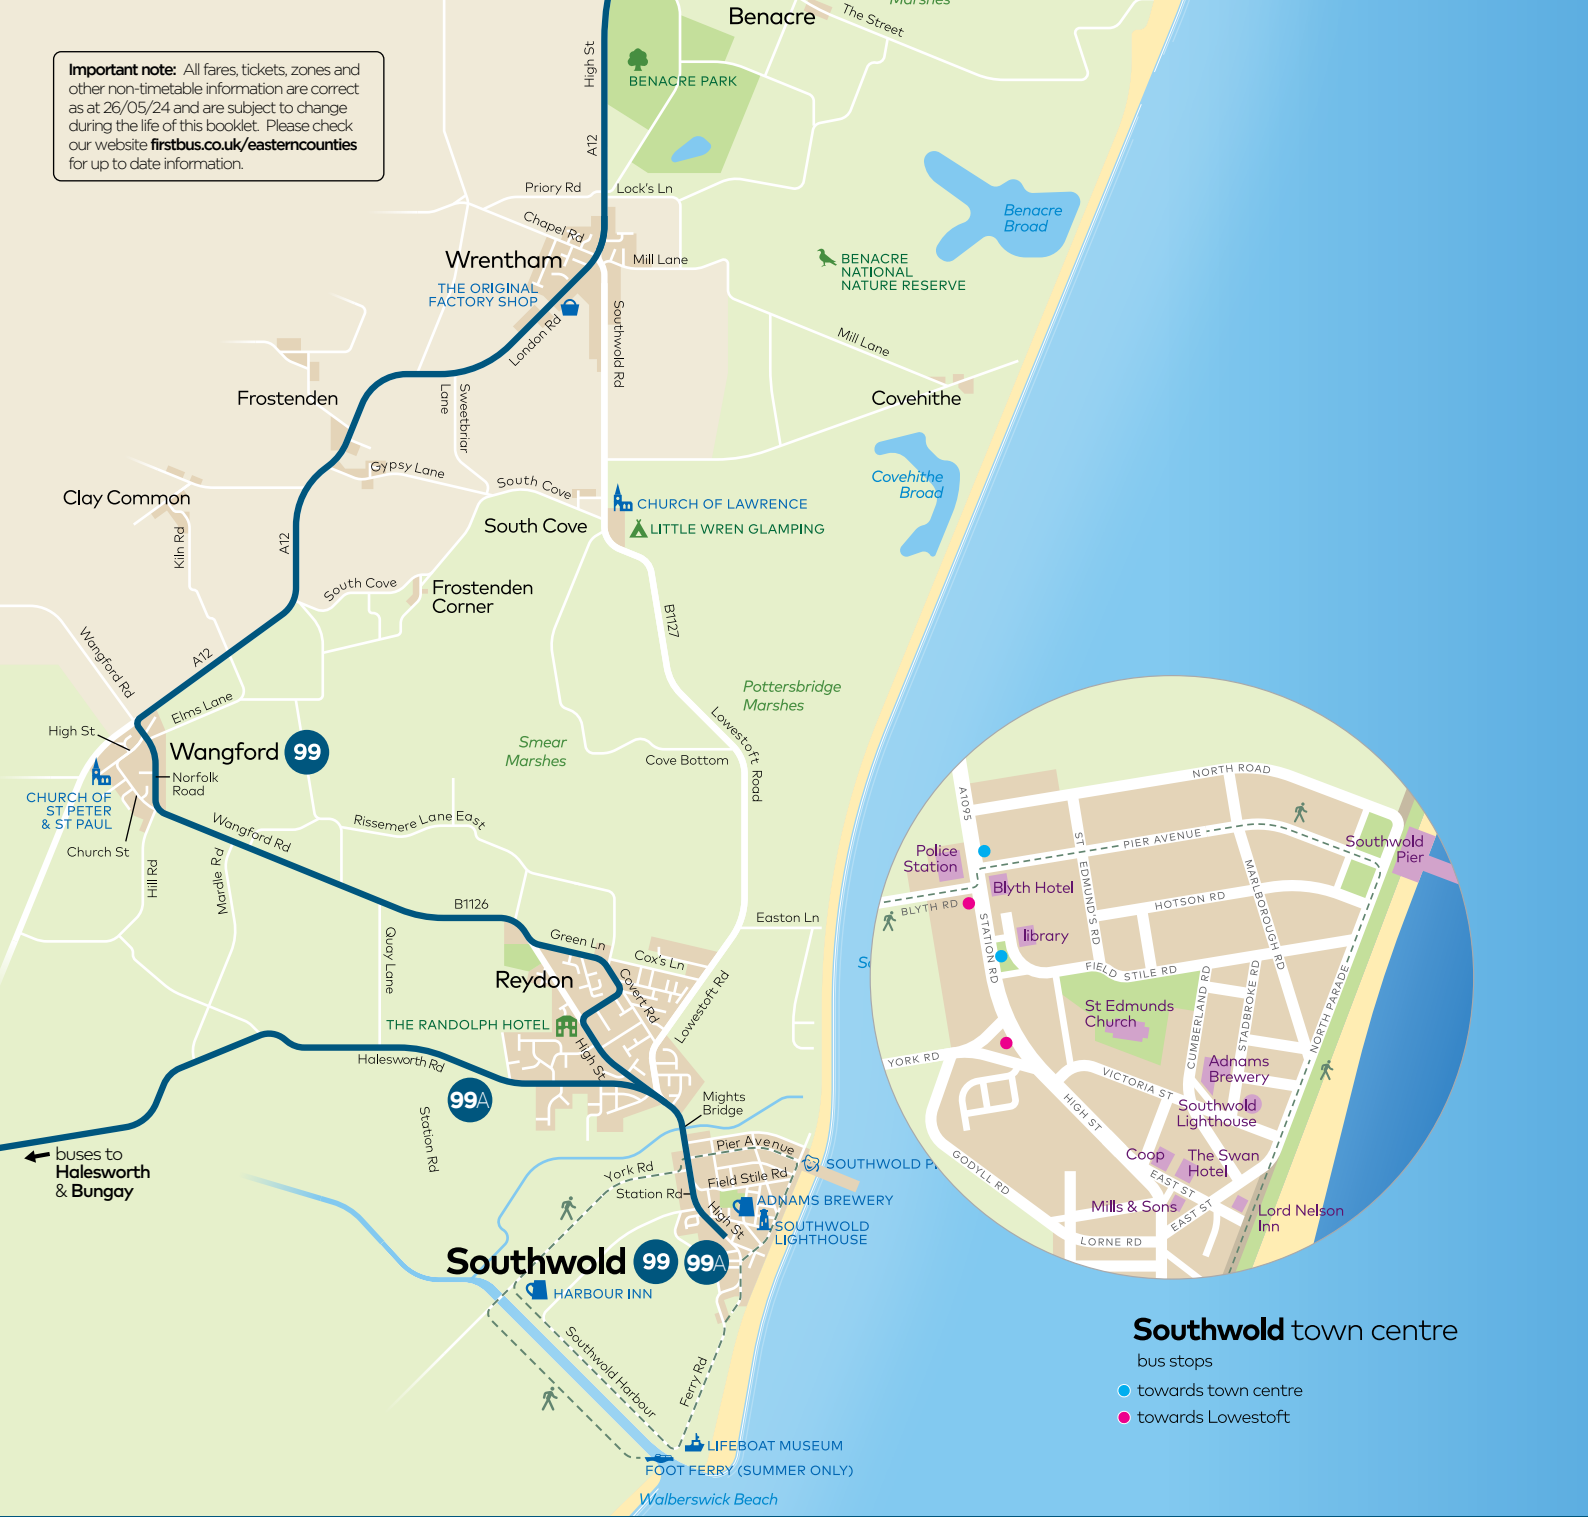 Marshes
Benacre
The Street
Important note: All fares, tickets, zones and
other non-timetable information are correct
as at 26/05/24 and are subject to change
during the life of this booklet. Please check
our website firstbus.co.uk/easterncounties
for up to date information.
High St
BENACRE PARK
A12
Priory Rd
Lock's Ln
Chapel Rd
Benacre
Broad
Wrentham
Mill Lane
BENACRE
NATIONAL
NATURE RESERVE
THE ORIGINAL
FACTORY SHOP
London Rd
Southwold Rd
Mill Lane
Frostenden
Sweetbriar
Lane
Covehithe
Gypsy Lane
South Cove
Covehithe
Broad
Clay Common
CHURCH OF LAWRENCE
South Cove
LITTLE WREN GLAMPING
Kiln Rd
A12
South Cove
Frostenden
Corner
B1127
Wangford Rd
A12
Pottersbridge
Marshes
Elms Lane
Lowestoft Road
High St
Wangford 99
Smear
Marshes
Cove Bottom
Norfolk
Road
CHURCH OF
ST PETER
& ST PAUL
Wangford Rd
Rissemere Lane East
Church St
Hill Rd
Mardle Rd
B1126
Easton Ln
Quay Lane
Green Ln
Cox's Ln
Reydon
Covert Rd
Lowestoft Rd
THE RANDOLPH HOTEL
High St
Halesworth Rd
99A
Mights
Bridge
Station Rd
buses to
Halesworth
& Bungay
Pier Avenue
York Rd
SOUTHWOLD P
Field Stile Rd
Station Rd
ADNAMS BREWERY
High St
SOUTHWOLD
LIGHTHOUSE
Southwold 99 99A
HARBOUR INN
Southwold Harbour
Ferry Rd
LIFEBOAT MUSEUM
FOOT FERRY (SUMMER ONLY)
Walberswick Beach
NORTH ROAD
A1095
PIER AVENUE
Southwold
Pier
Police
Station
ST EDMUND'S RD
MARLBOROUGH RD
Blyth Hotel
BLYTH RD
HOTSON RD
STATION RD
library
FIELD STILE RD
CUMBERLAND RD
STADBROKE RD
NORTH PARADE
St Edmunds
Church
YORK RD
Adnams
Brewery
VICTORIA ST
HIGH ST
Southwold
Lighthouse
GODYLL RD
Coop
The Swan
Hotel
EAST ST
Mills & Sons
EAST ST
Lord Nelson
Inn
LORNE RD
Southwold town centre
bus stops
towards town centre
towards Lowestoft